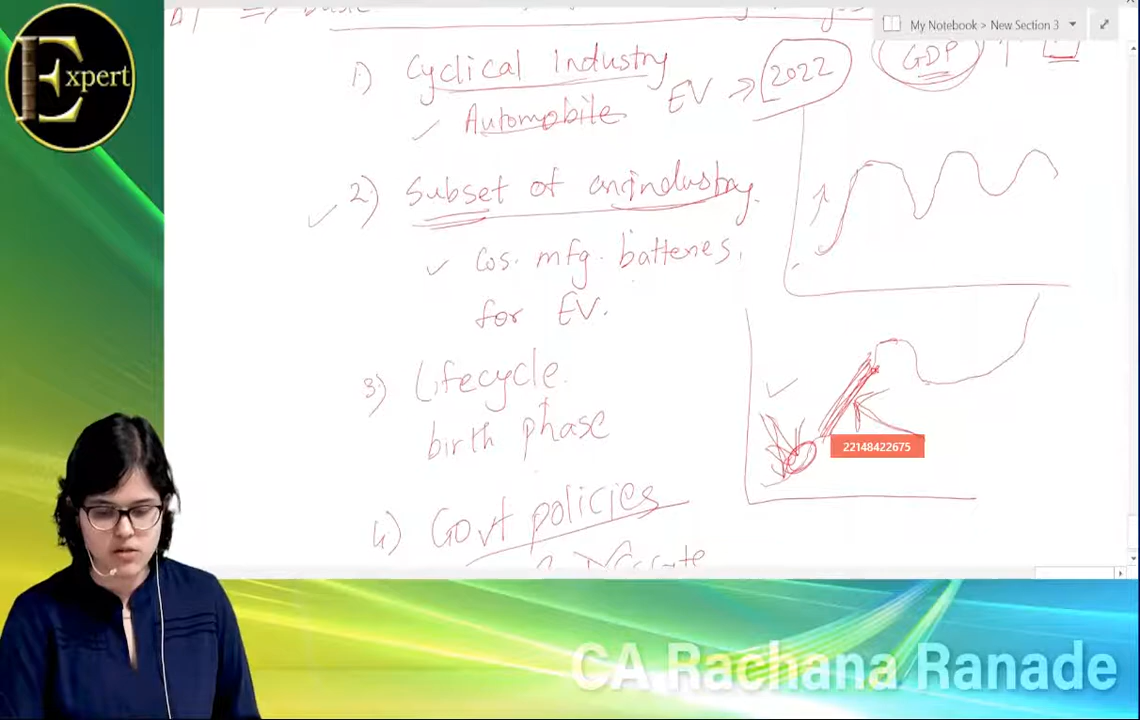 Expert
My Notebook > New Section 3
Basic
1) Cyclical Industry
Automobile
EV => 2022
GDP ↑
2) Subset of an industry.
Cos. mfg. batteries.
for EV.
3) Lifecycle.
birth phase
22148422675
4) Govt policies
CA Rachana Ranade